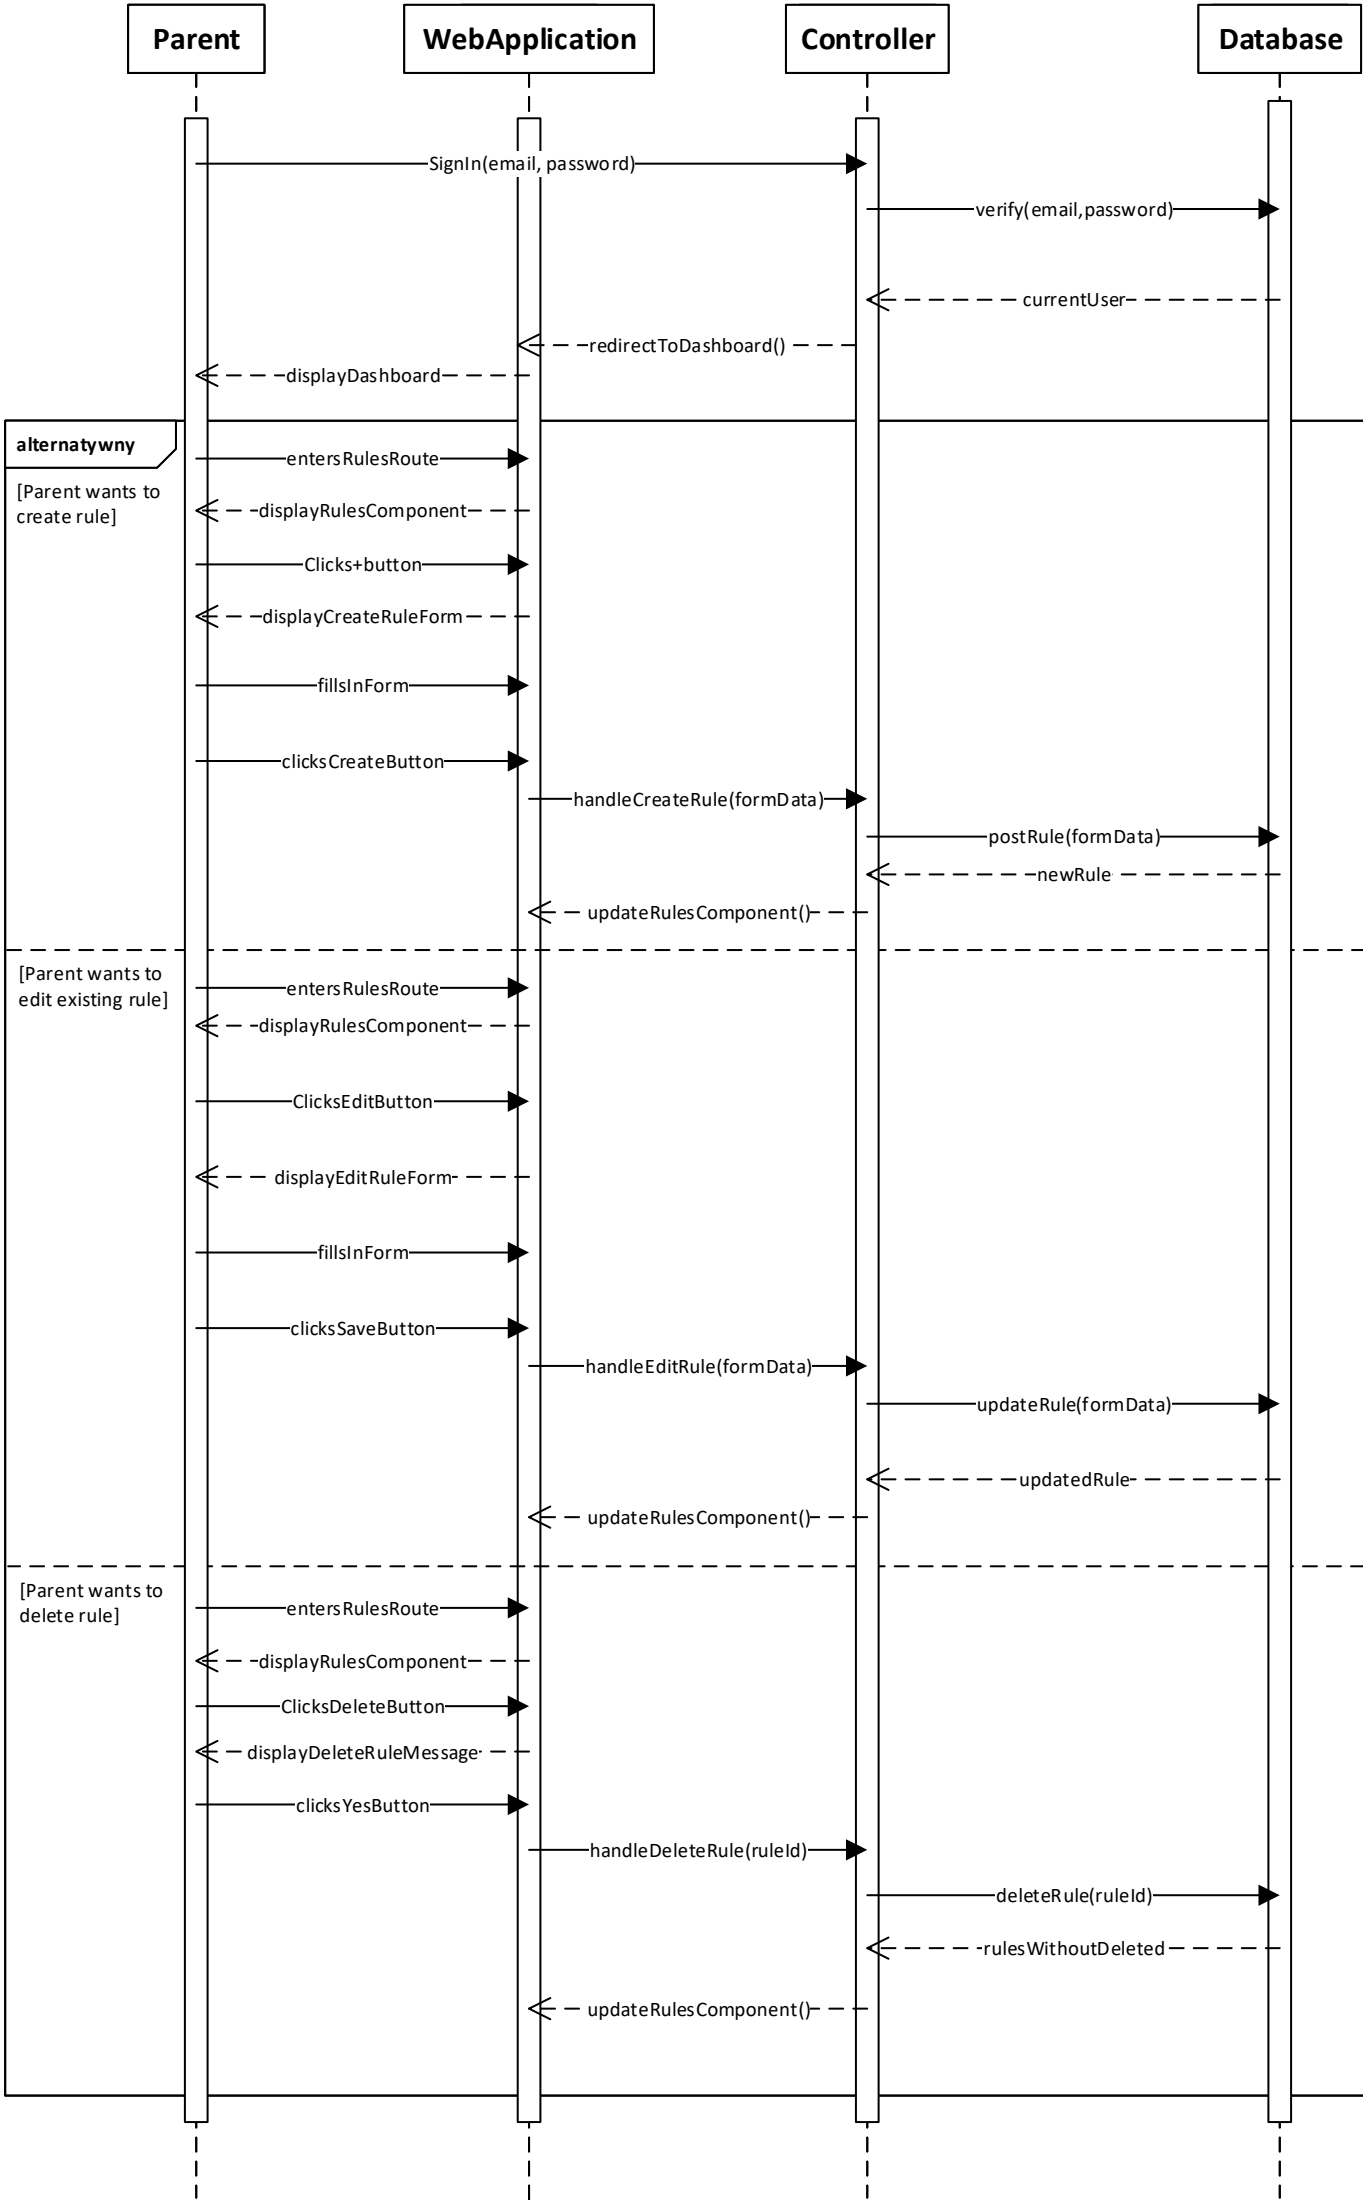 Parent
WebApplication
Controller
Database
SignIn(email, password)
verify(email,password)
currentUser
redirectToDashboard()
displayDashboard
alternatywny
entersRulesRoute
[Parent wants to
create rule]
displayRulesComponent
Clicks+button
displayCreateRuleForm
fillsInForm
clicksCreateButton
handleCreateRule(formData)
postRule(formData)
newRule
updateRulesComponent()
[Parent wants to
edit existing rule]
entersRulesRoute
displayRulesComponent
ClicksEditButton
displayEditRuleForm
fillsInForm
clicksSaveButton
handleEditRule(formData)
updateRule(formData)
updatedRule
updateRulesComponent()
[Parent wants to
delete rule]
entersRulesRoute
displayRulesComponent
ClicksDeleteButton
displayDeleteRuleMessage
clicksYesButton
handleDeleteRule(ruleId)
deleteRule(ruleId)
rulesWithoutDeleted
updateRulesComponent()